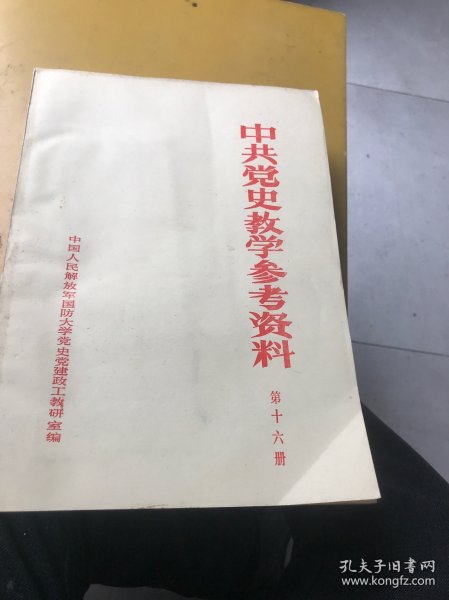 中共党史教学参考资料
第十六册
中国人民解放军国防大学党史党建政工教研室编
孔夫子旧书网
www.kongfz.com